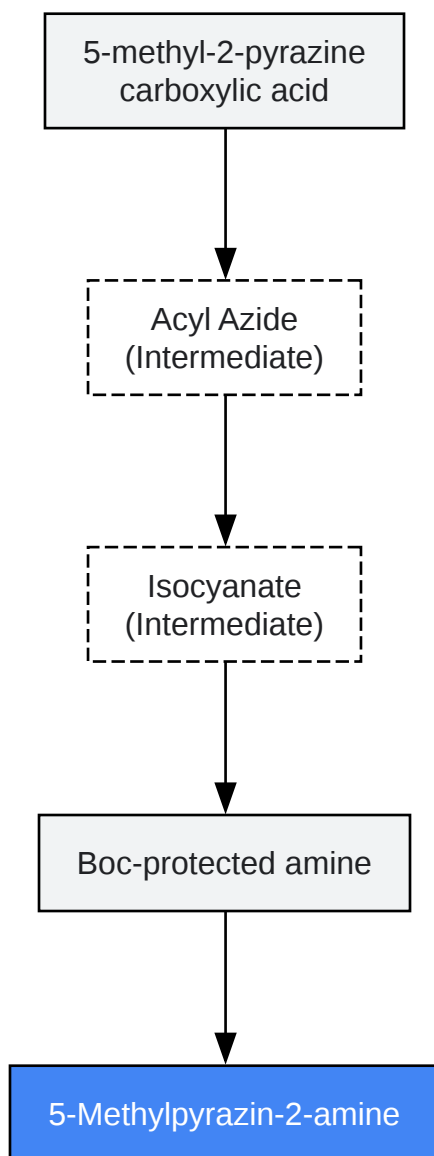 5-methyl-2-pyrazine
carboxylic acid
Acyl Azide
(Intermediate)
Isocyanate
(Intermediate)
Boc-protected amine
5-Methylpyrazin-2-amine